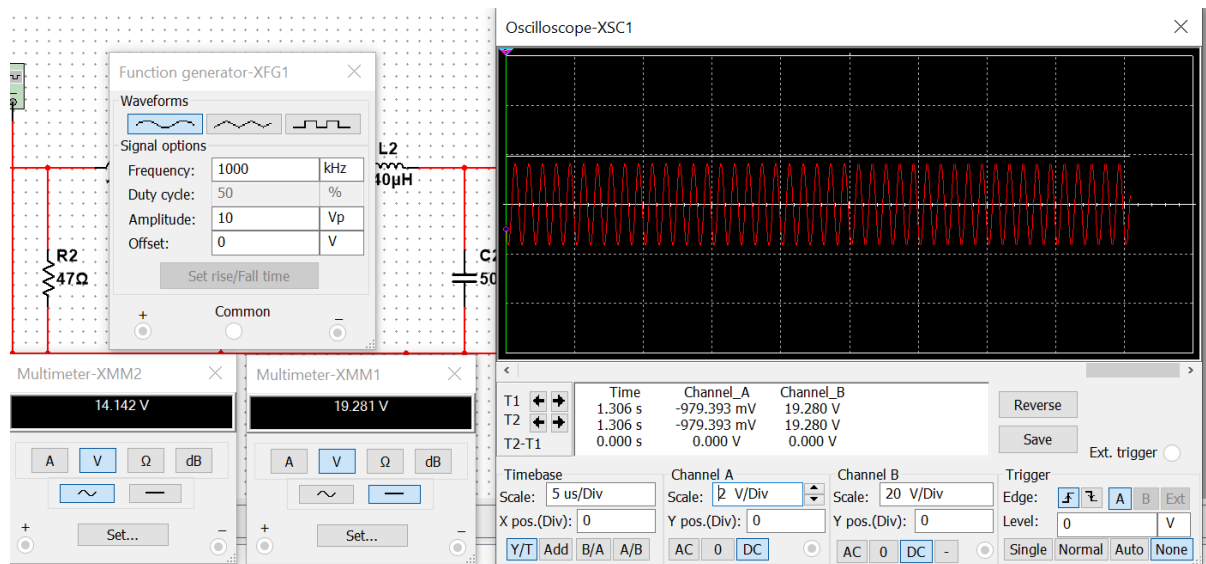 Oscilloscope-XSC1
Function generator-XFG1
Waveforms
Signal options
Frequency: 1000 kHz
Duty cycle: 50 %
Amplitude: 10 Vp
Offset: 0 V
Set rise/Fall time
+ Common −
L2
40µH
R2
47Ω
C2
50
Multimeter-XMM2
14.142 V
A V Ω dB
+ Set... −
Multimeter-XMM1
19.281 V
A V Ω dB
+ Set... −
Time Channel_A Channel_B
T1 1.306 s -979.393 mV 19.280 V
T2 1.306 s -979.393 mV 19.280 V
T2-T1 0.000 s 0.000 V 0.000 V
Reverse
Save
Ext. trigger
Timebase
Scale: 5 us/Div
X pos.(Div): 0
Y/T Add B/A A/B
Channel A
Scale: 2 V/Div
Y pos.(Div): 0
AC 0 DC
Channel B
Scale: 20 V/Div
Y pos.(Div): 0
AC 0 DC -
Trigger
Edge: A B Ext
Level: 0 V
Single Normal Auto None